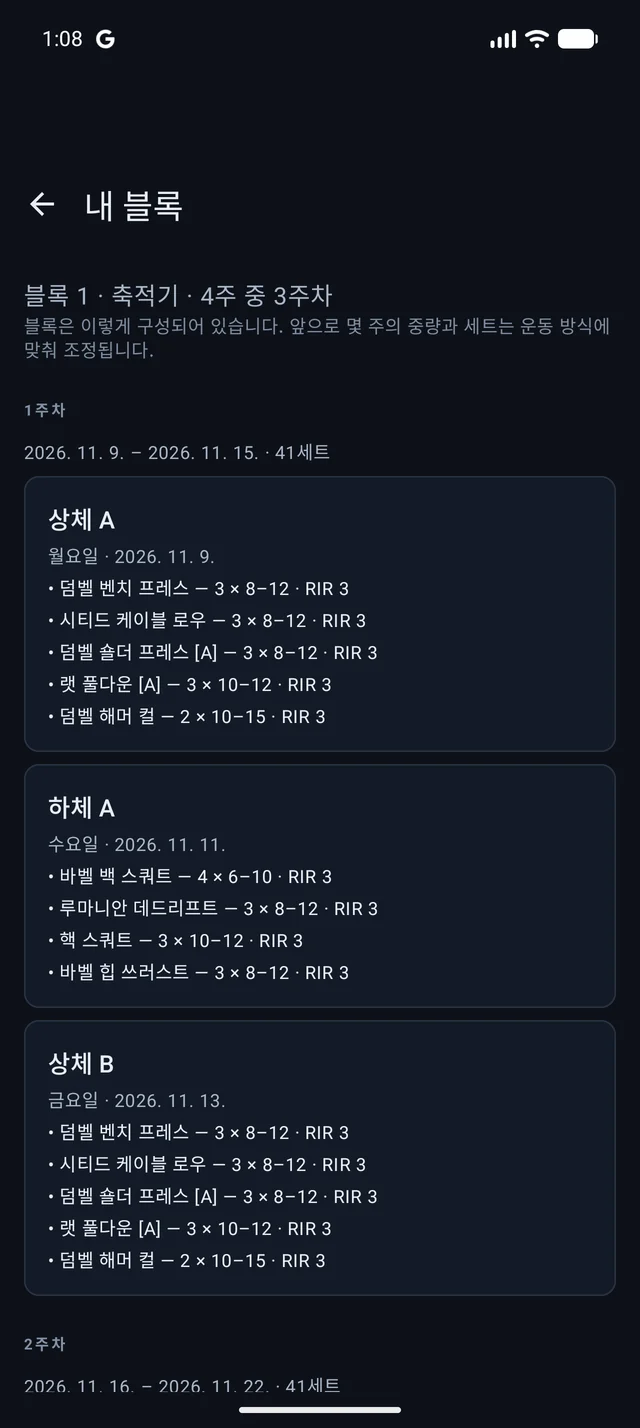 1:08 G
내 블록
블록 1 · 축적기 · 4주 중 3주차
블록은 이렇게 구성되어 있습니다. 앞으로 몇 주의 중량과 세트는 운동 방식에
맞춰 조정됩니다.
1주차
2026. 11. 9. – 2026. 11. 15. · 41세트
상체 A
월요일 · 2026. 11. 9.
• 덤벨 벤치 프레스 — 3 × 8–12 · RIR 3
• 시티드 케이블 로우 — 3 × 8–12 · RIR 3
• 덤벨 숄더 프레스 [A] — 3 × 8–12 · RIR 3
• 랫 풀다운 [A] — 3 × 10–12 · RIR 3
• 덤벨 해머 컬 — 2 × 10–15 · RIR 3
하체 A
수요일 · 2026. 11. 11.
• 바벨 백 스쿼트 — 4 × 6–10 · RIR 3
• 루마니안 데드리프트 — 3 × 8–12 · RIR 3
• 핵 스쿼트 — 3 × 10–12 · RIR 3
• 바벨 힙 쓰러스트 — 3 × 8–12 · RIR 3
상체 B
금요일 · 2026. 11. 13.
• 덤벨 벤치 프레스 — 3 × 8–12 · RIR 3
• 시티드 케이블 로우 — 3 × 8–12 · RIR 3
• 덤벨 숄더 프레스 [A] — 3 × 8–12 · RIR 3
• 랫 풀다운 [A] — 3 × 10–12 · RIR 3
• 덤벨 해머 컬 — 2 × 10–15 · RIR 3
2주차
2026. 11. 16. – 2026. 11. 22. · 41세트